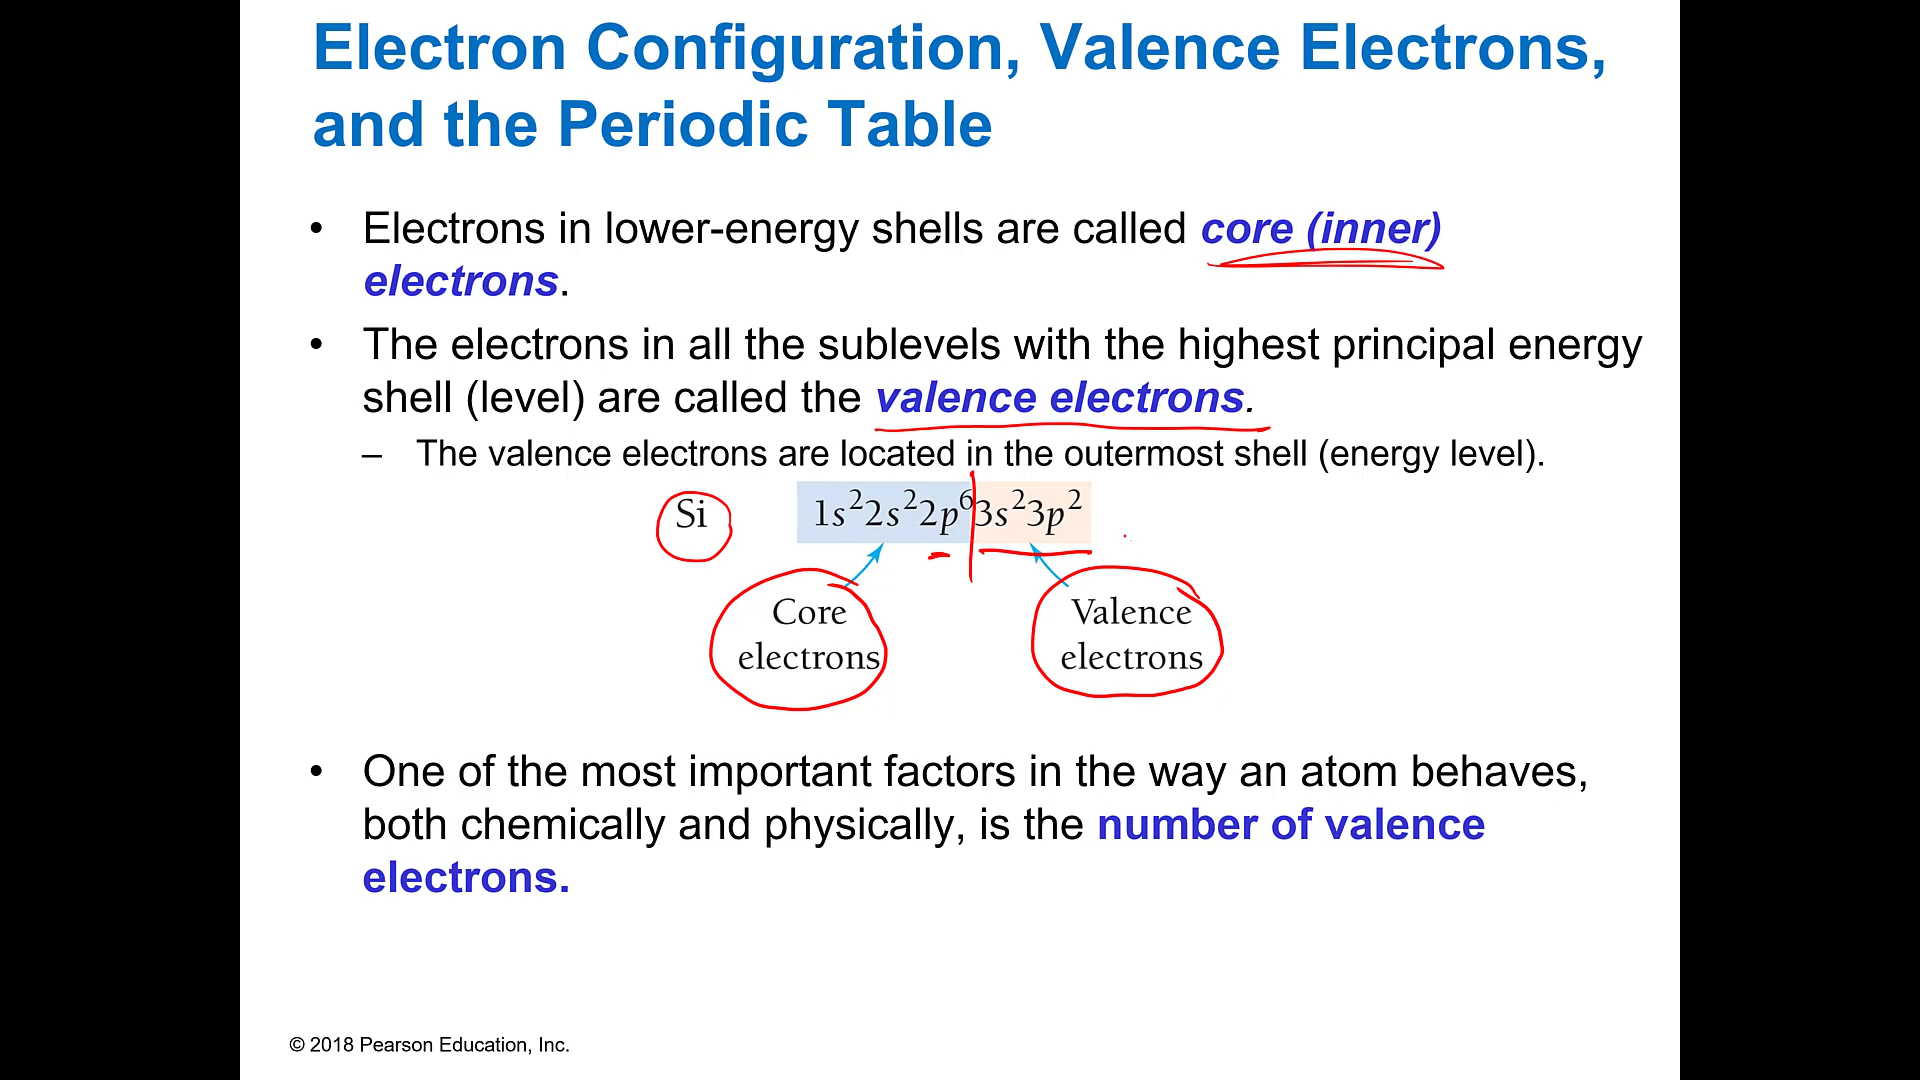 Electron Configuration, Valence Electrons,
and the Periodic Table
• Electrons in lower-energy shells are called core (inner)
electrons.
• The electrons in all the sublevels with the highest principal energy
shell (level) are called the valence electrons.
– The valence electrons are located in the outermost shell (energy level).
Si 1s²2s²2p⁶3s²3p²
Core Valence
electrons electrons
• One of the most important factors in the way an atom behaves,
both chemically and physically, is the number of valence
electrons.
© 2018 Pearson Education, Inc.